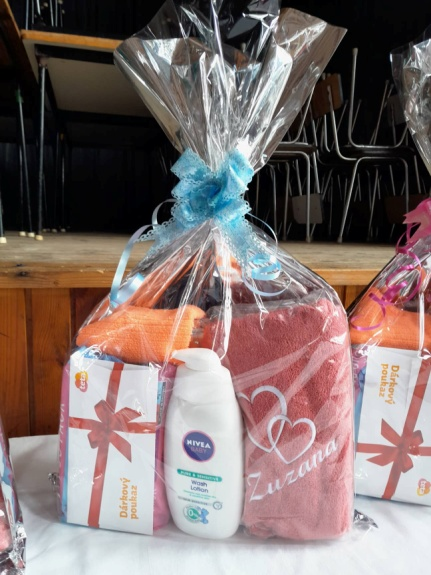 Dárkový
poukaz
NIVEA
BABY
Wash
Lotion
Zuzana
Dárkový
poukaz